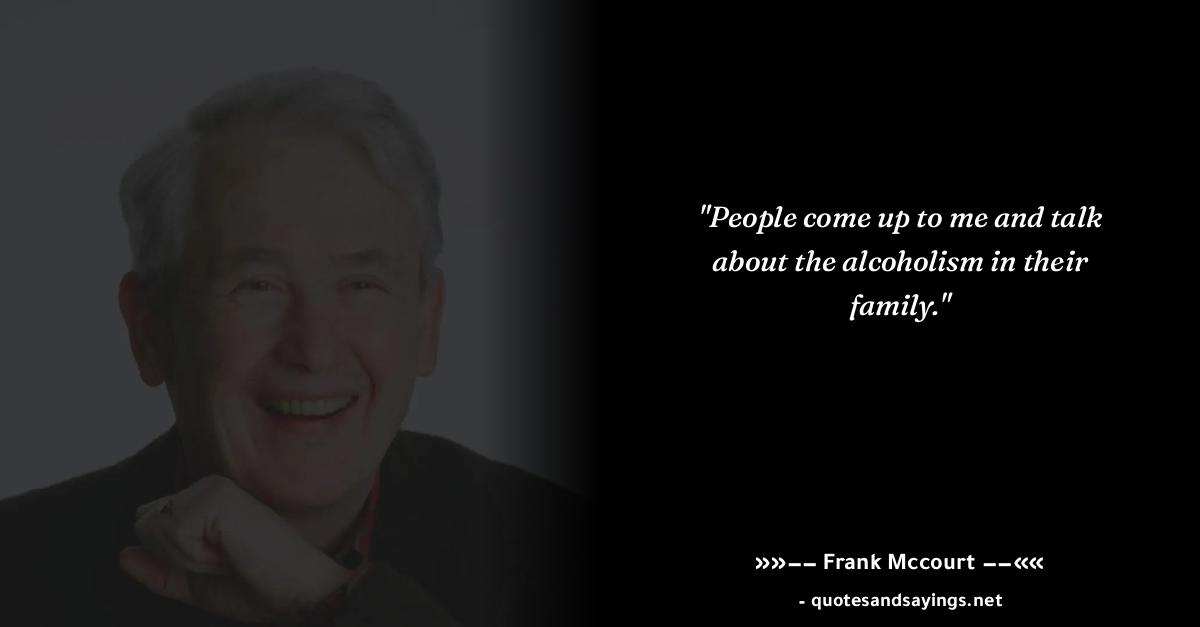 "People come up to me and talk
about the alcoholism in their
family."
»»−− Frank Mccourt −−««
- quotesandsayings.net